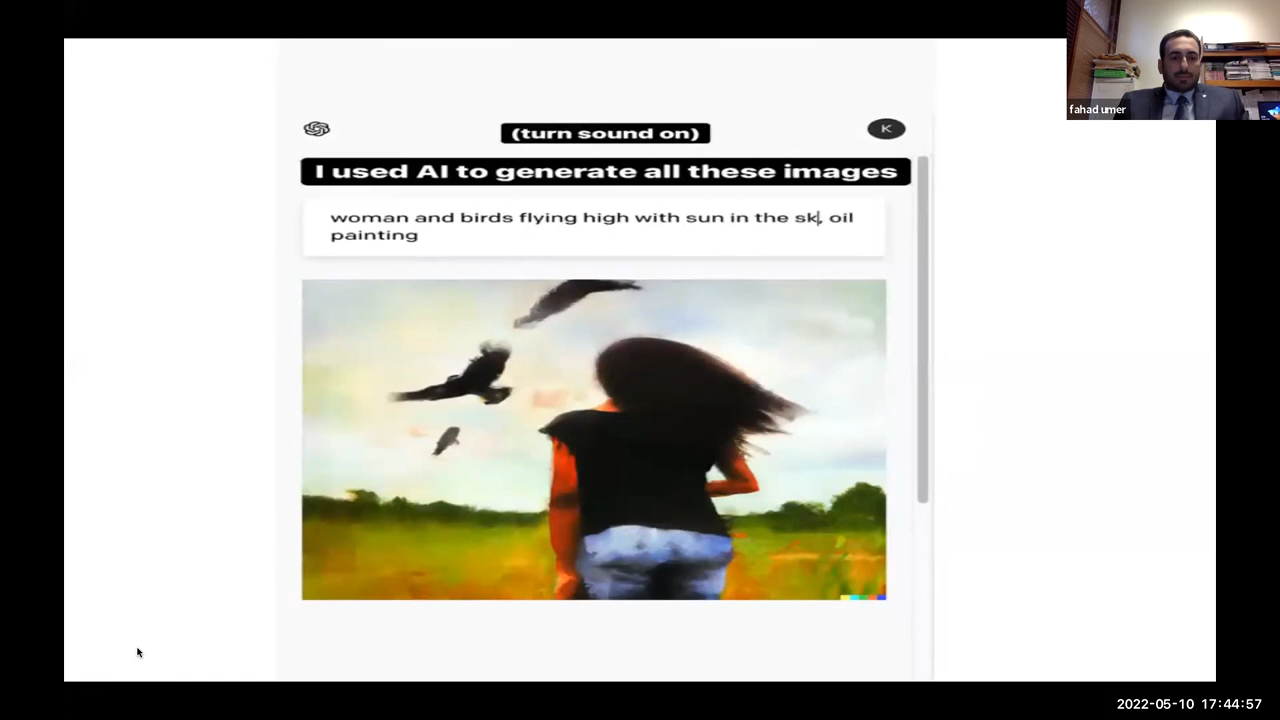 fahad umer
(turn sound on)
K
I used AI to generate all these images
woman and birds flying high with sun in the sk, oil
painting
2022-05-10 17:44:57